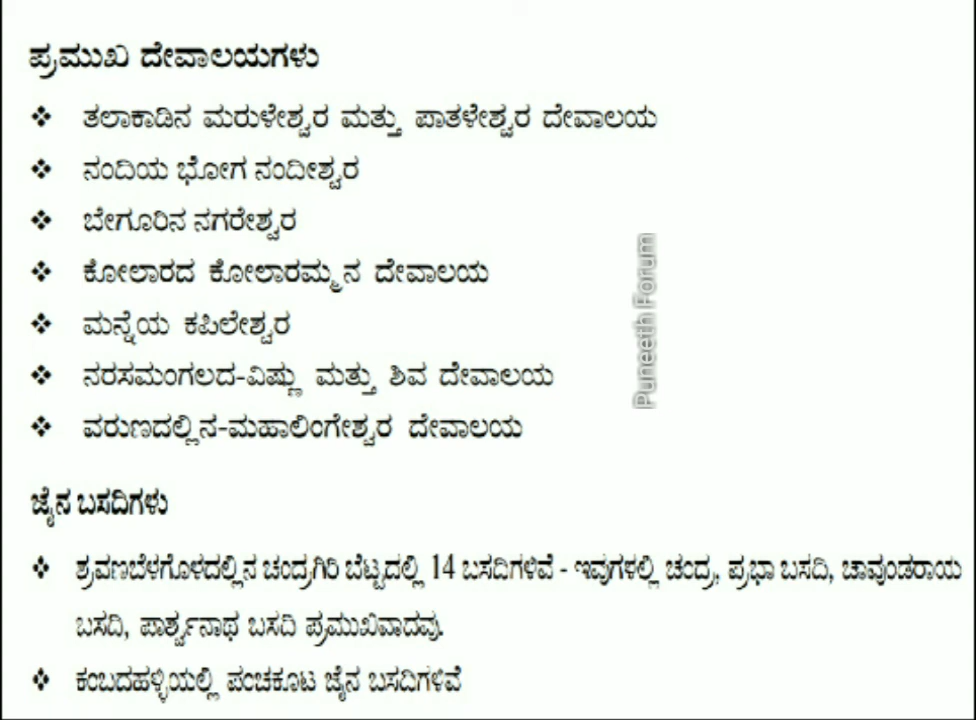 ಪ್ರಮುಖ ದೇವಾಲಯಗಳು
❖ ತಲಾಕಾಡಿನ ಮರುಳೇಶ್ವರ ಮತ್ತು ಪಾತಳೇಶ್ವರ ದೇವಾಲಯ
❖ ನಂದಿಯ ಭೋಗ ನಂದೀಶ್ವರ
❖ ಬೇಗೂರಿನ ನಗರೇಶ್ವರ
❖ ಕೋಲಾರದ ಕೋಲಾರಮ್ಮನ ದೇವಾಲಯ
❖ ಮನ್ನೆಯ ಕಪಿಲೇಶ್ವರ
❖ ನರಸಮಂಗಲದ-ವಿಷ್ಣು ಮತ್ತು ಶಿವ ದೇವಾಲಯ
❖ ವರುಣದಲ್ಲಿನ-ಮಹಾಲಿಂಗೇಶ್ವರ ದೇವಾಲಯ
Puneeth Forum
ಜೈನ ಬಸದಿಗಳು
❖ ಶ್ರವಣಬೆಳಗೊಳದಲ್ಲಿನ ಚಂದ್ರಗಿರಿ ಬೆಟ್ಟದಲ್ಲಿ 14 ಬಸದಿಗಳಿವೆ - ಇವುಗಳಲ್ಲಿ ಚಂದ್ರ, ಪ್ರಭಾ ಬಸದಿ, ಚಾವುಂಡರಾಯ
ಬಸದಿ, ಪಾರ್ಶ್ವನಾಥ ಬಸದಿ ಪ್ರಮುಖವಾದವು.
❖ ಕಂಬದಹಳ್ಳಿಯಲ್ಲಿ ಪಂಚಕೂಟ ಜೈನ ಬಸದಿಗಳಿವೆ